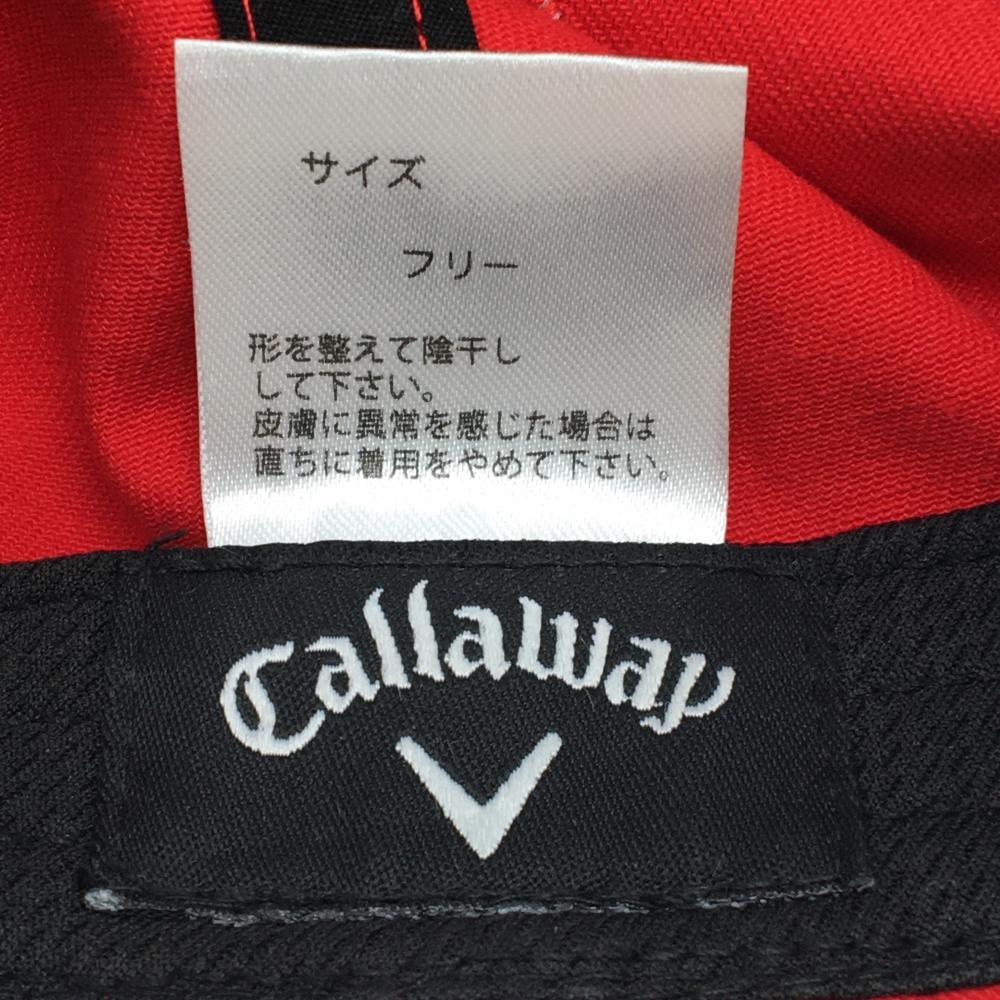 サイズ
フリー
形を整えて陰干し
して下さい。
皮膚に異常を感じた場合は
直ちに着用をやめて下さい。
Callaway